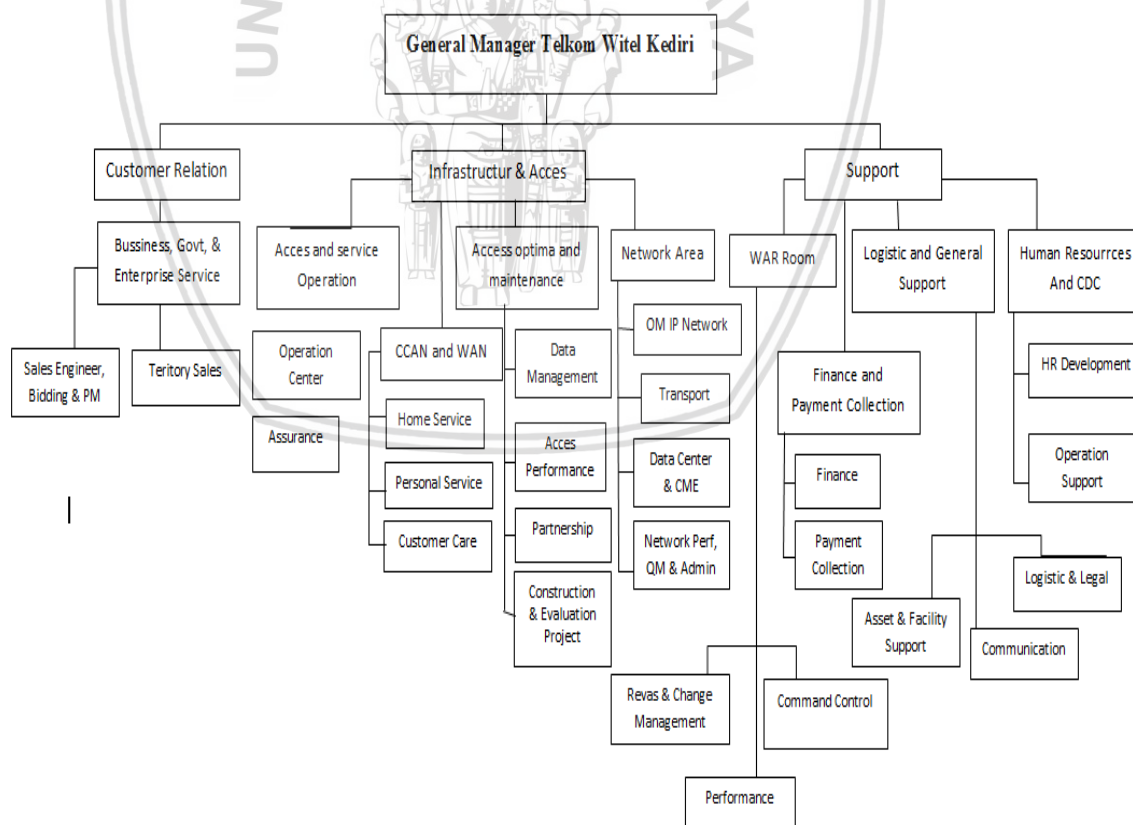 UN
AYA
General Manager Telkom Witel Kediri
Customer Relation
Infrastructur & Acces
Support
Bussiness, Govt, &
Enterprise Service
Acces and service
Operation
Access optima and
maintenance
Network Area
WAR Room
Logistic and General
Support
Human Resourrces
And CDC
Sales Engineer,
Bidding & PM
Teritory Sales
Operation
Center
Assurance
CCAN and WAN
Home Service
Personal Service
Customer Care
Data
Management
Acces
Performance
Partnership
Construction
& Evaluation
Project
OM IP Network
Transport
Data Center
& CME
Network Perf,
QM & Admin
Finance and
Payment Collection
Finance
Payment
Collection
HR Development
Operation
Support
Logistic & Legal
Asset & Facility
Support
Communication
Revas & Change
Management
Command Control
Performance